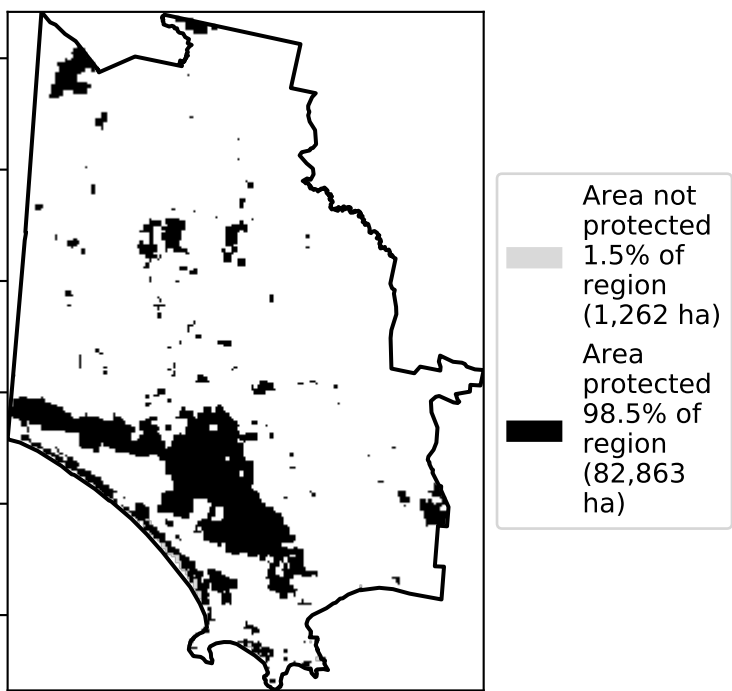 Area not
protected
1.5% of
region
(1,262 ha)
Area
protected
98.5% of
region
(82,863
ha)